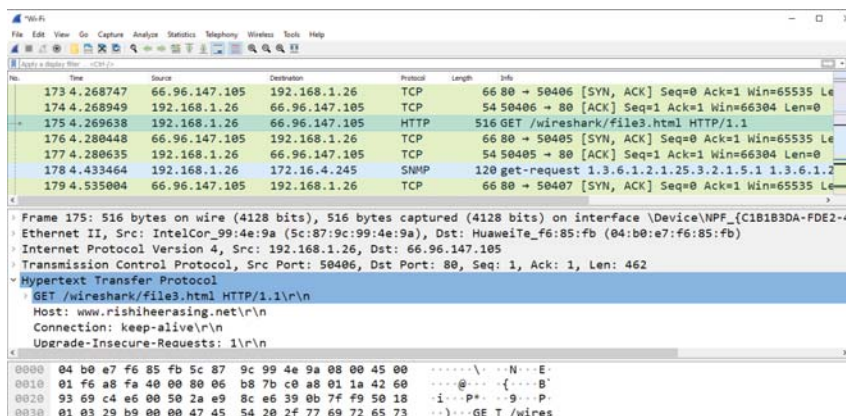 *Wi-Fi
File Edit View Go Capture Analyze Statistics Telephony Wireless Tools Help
Apply a display filter ... <Ctrl-/>
No. Time Source Destination Protocol Length Info
173 4.268747 66.96.147.105 192.168.1.26 TCP 66 80 → 50406 [SYN, ACK] Seq=0 Ack=1 Win=65535 Le
174 4.268949 192.168.1.26 66.96.147.105 TCP 54 50406 → 80 [ACK] Seq=1 Ack=1 Win=66304 Len=0
175 4.269638 192.168.1.26 66.96.147.105 HTTP 516 GET /wireshark/file3.html HTTP/1.1
176 4.280448 66.96.147.105 192.168.1.26 TCP 66 80 → 50405 [SYN, ACK] Seq=0 Ack=1 Win=65535 Le
177 4.280635 192.168.1.26 66.96.147.105 TCP 54 50405 → 80 [ACK] Seq=1 Ack=1 Win=66304 Len=0
178 4.433464 192.168.1.26 172.16.4.245 SNMP 120 get-request 1.3.6.1.2.1.25.3.2.1.5.1 1.3.6.1.2
179 4.535004 66.96.147.105 192.168.1.26 TCP 66 80 → 50407 [SYN, ACK] Seq=0 Ack=1 Win=65535 Le
Frame 175: 516 bytes on wire (4128 bits), 516 bytes captured (4128 bits) on interface \Device\NPF_{C1B1B3DA-FDE2-4
Ethernet II, Src: IntelCor_99:4e:9a (5c:87:9c:99:4e:9a), Dst: HuaweiTe_f6:85:fb (04:b0:e7:f6:85:fb)
Internet Protocol Version 4, Src: 192.168.1.26, Dst: 66.96.147.105
Transmission Control Protocol, Src Port: 50406, Dst Port: 80, Seq: 1, Ack: 1, Len: 462
Hypertext Transfer Protocol
GET /wireshark/file3.html HTTP/1.1\r\n
Host: www.rishiheerasing.net\r\n
Connection: keep-alive\r\n
Upgrade-Insecure-Requests: 1\r\n
0000 04 b0 e7 f6 85 fb 5c 87 9c 99 4e 9a 08 00 45 00 ······\· ··N···E·
0010 01 f6 a8 fa 40 00 80 06 b8 7b c0 a8 01 1a 42 60 ····@··· ·{····B`
0020 93 69 c4 e6 00 50 2a e9 8c e6 39 0b 7f f9 50 18 ·i···P*· ··9···P·
0030 01 03 29 b9 00 00 47 45 54 20 2f 77 69 72 65 73 ··)···GE T /wires